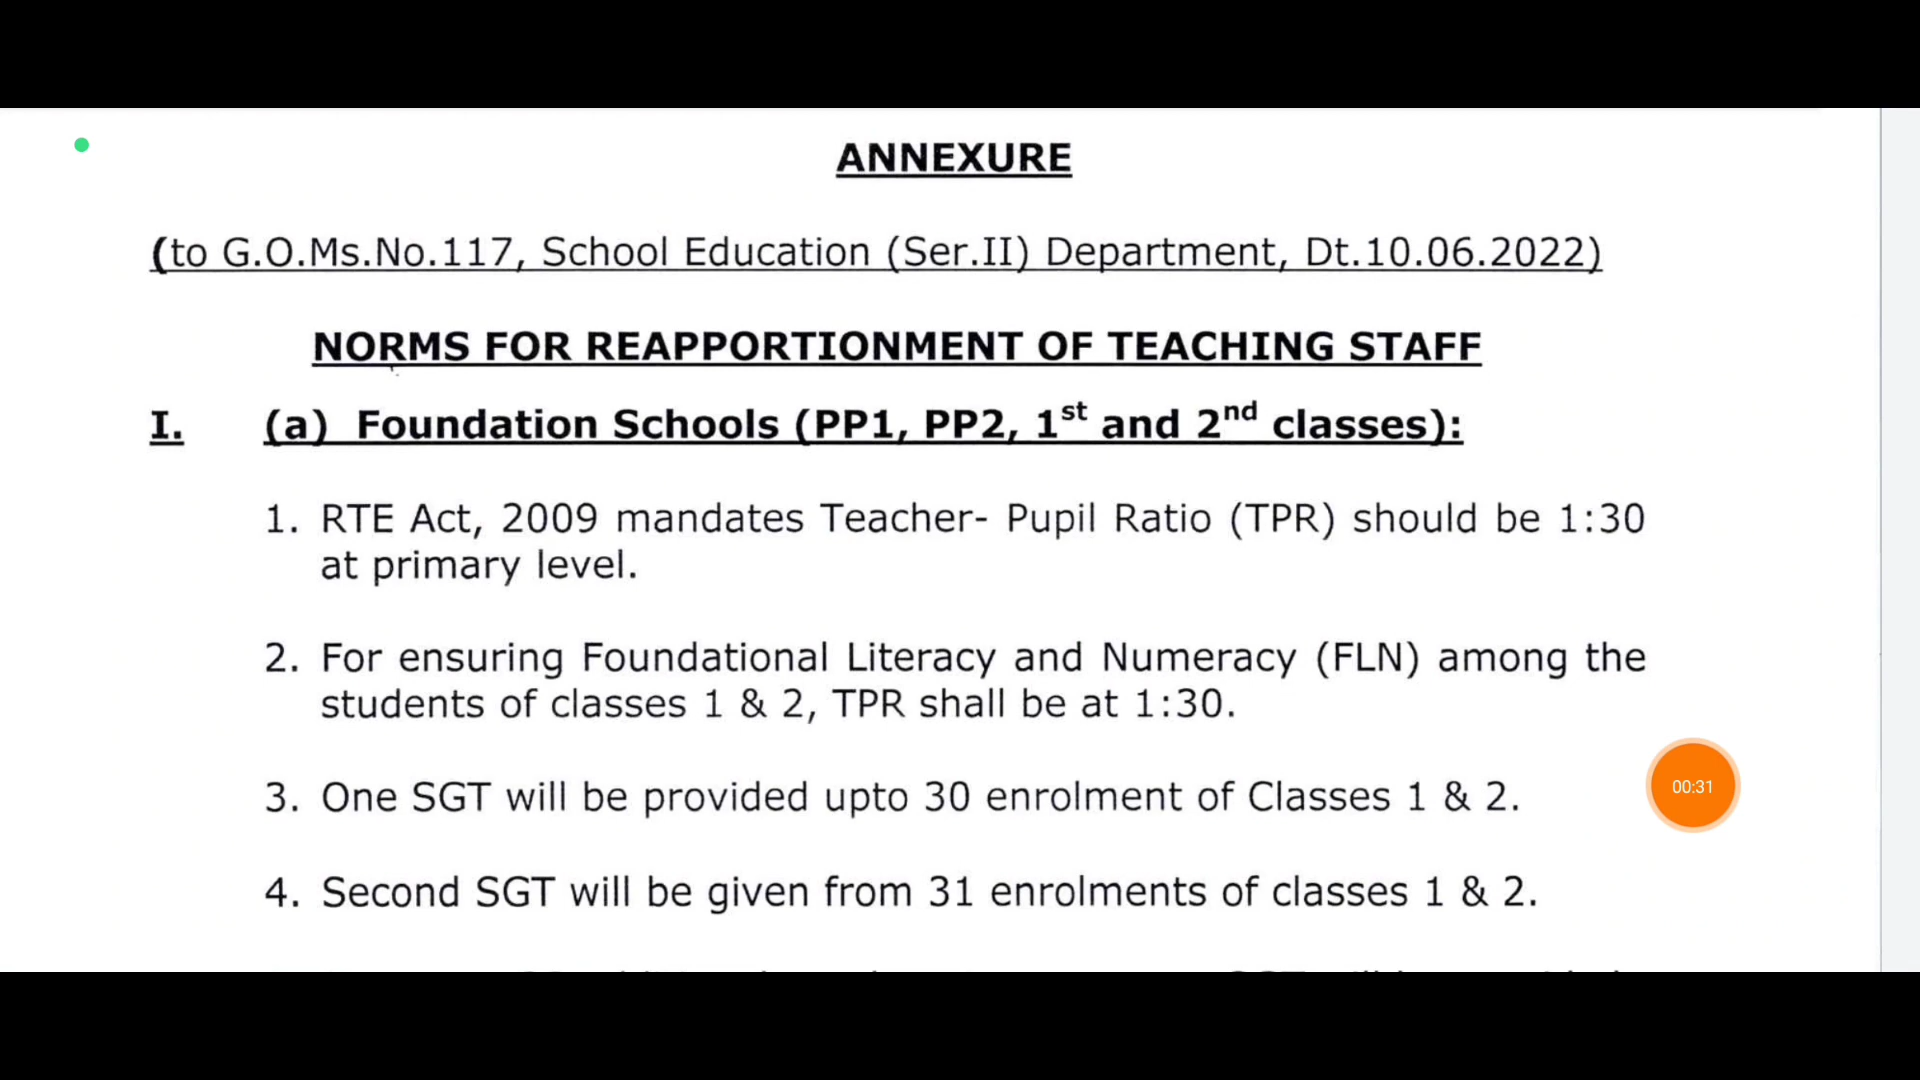 ANNEXURE
(to G.O.Ms.No.117, School Education (Ser.II) Department, Dt.10.06.2022)
NORMS FOR REAPPORTIONMENT OF TEACHING STAFF
I. (a) Foundation Schools (PP1, PP2, 1st and 2nd classes):
1. RTE Act, 2009 mandates Teacher- Pupil Ratio (TPR) should be 1:30
at primary level.
2. For ensuring Foundational Literacy and Numeracy (FLN) among the
students of classes 1 & 2, TPR shall be at 1:30.
3. One SGT will be provided upto 30 enrolment of Classes 1 & 2.
00:31
4. Second SGT will be given from 31 enrolments of classes 1 & 2.